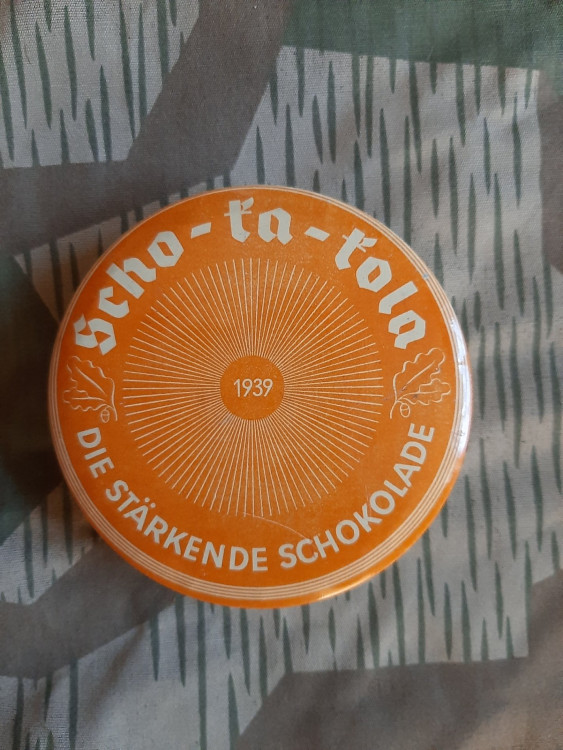 Scho-ka-kola
1939
DIE STÄRKENDE SCHOKOLADE